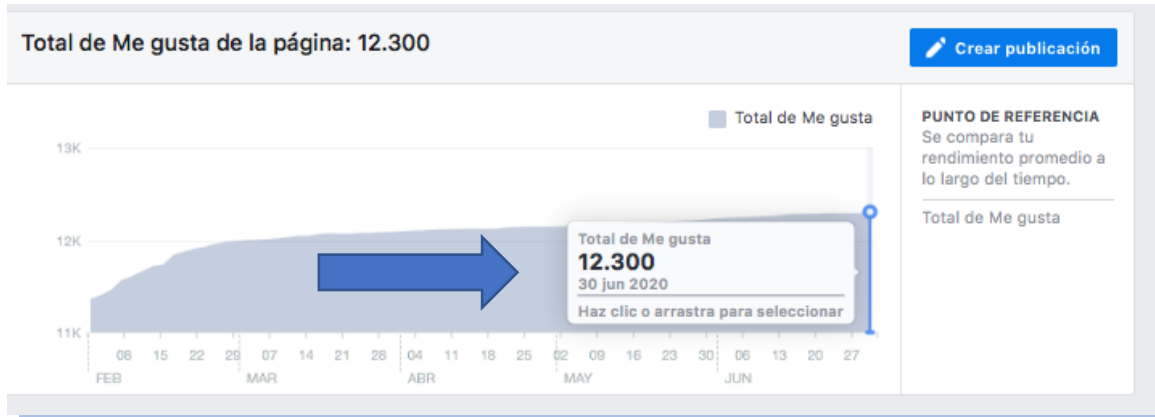 Total de Me gusta de la página: 12.300
Crear publicación
Total de Me gusta
PUNTO DE REFERENCIA
Se compara tu
rendimiento promedio a
lo largo del tiempo.
Total de Me gusta
13K
12K
11K
Total de Me gusta
12.300
30 jun 2020
Haz clic o arrastra para seleccionar
08 15 22 29 07 14 21 28 04 11 18 25 02 09 16 23 30 06 13 20 27
FEB MAR ABR MAY JUN